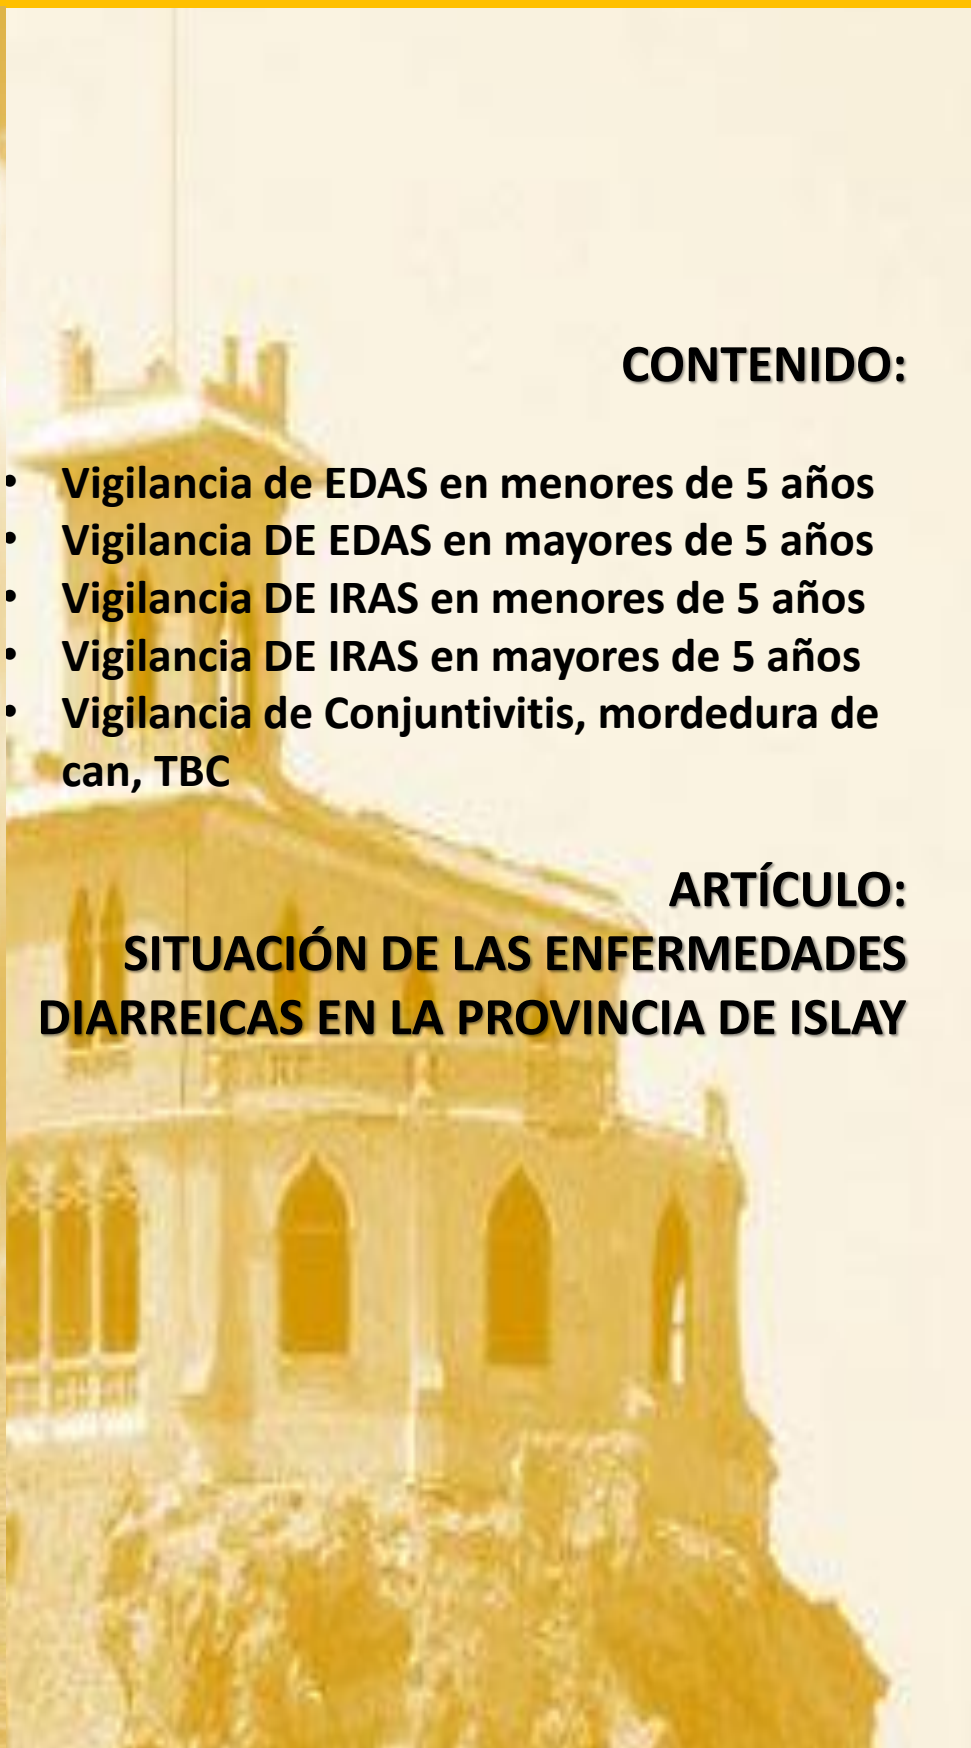 CONTENIDO:
• Vigilancia de EDAS en menores de 5 años
• Vigilancia DE EDAS en mayores de 5 años
• Vigilancia DE IRAS en menores de 5 años
• Vigilancia DE IRAS en mayores de 5 años
• Vigilancia de Conjuntivitis, mordedura de
can, TBC
ARTÍCULO:
SITUACIÓN DE LAS ENFERMEDADES
DIARREICAS EN LA PROVINCIA DE ISLAY